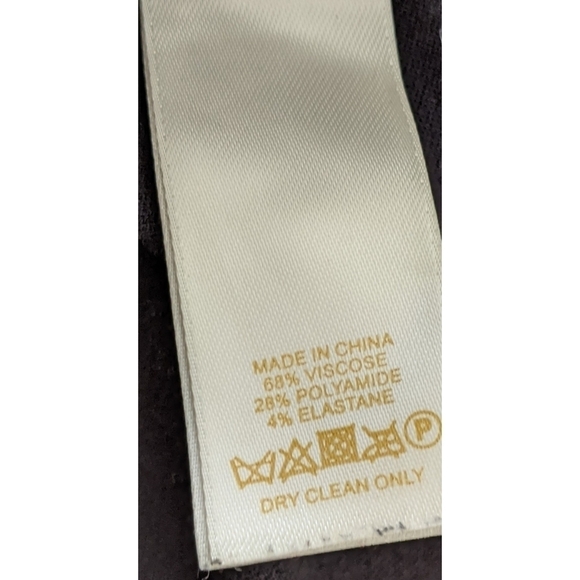 MADE IN CHINA
68% VISCOSE
28% POLYAMIDE
4% ELASTANE
P
DRY CLEAN ONLY